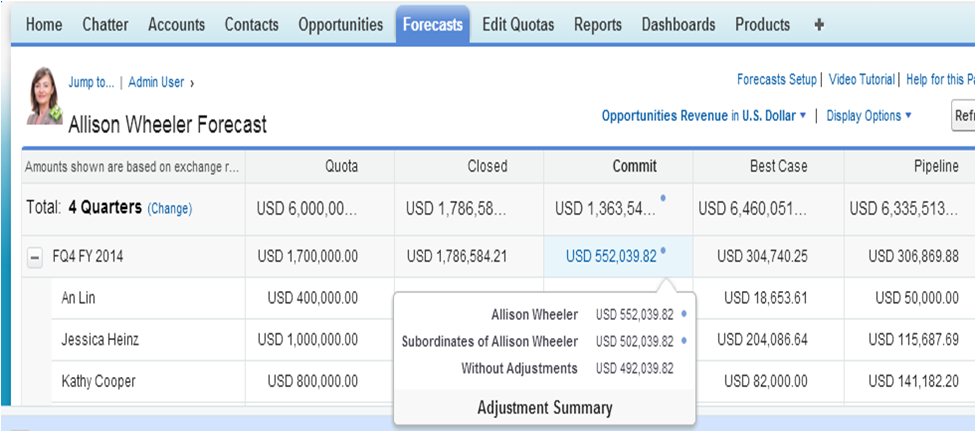 Home Chatter Accounts Contacts Opportunities Forecasts Edit Quotas Reports Dashboards Products +
Jump to... | Admin User ›
Forecasts Setup | Video Tutorial | Help for this Pa
Allison Wheeler Forecast
Opportunities Revenue in U.S. Dollar ▼ | Display Options ▼ Refr
Amounts shown are based on exchange r... Quota Closed Commit Best Case Pipeline
Total: 4 Quarters (Change) USD 6,000,00... USD 1,786,58... USD 1,363,54... USD 6,460,051... USD 6,335,513...
FQ4 FY 2014 USD 1,700,000.00 USD 1,786,584.21 USD 552,039.82 USD 304,740.25 USD 306,869.88
An Lin USD 400,000.00 USD 18,653.61 USD 50,000.00
Allison Wheeler USD 552,039.82
Jessica Heinz USD 1,000,000.00 USD 204,086.64 USD 115,687.69
Subordinates of Allison Wheeler USD 502,039.82
Without Adjustments USD 492,039.82
Kathy Cooper USD 800,000.00 USD 82,000.00 USD 141,182.20
Adjustment Summary